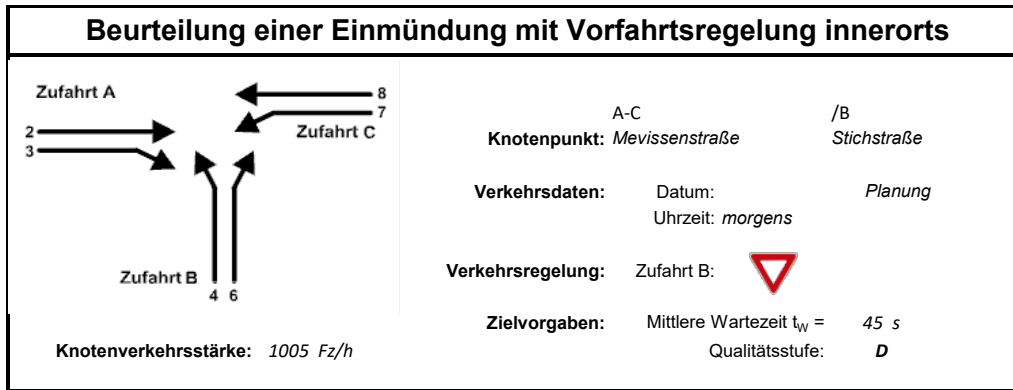 Beurteilung einer Einmündung mit Vorfahrtsregelung innerorts
Zufahrt A
8
7
2
3
Zufahrt C
Zufahrt B
4 6
Knotenverkehrsstärke: 1005 Fz/h
A-C /B
Knotenpunkt: Mevissenstraße Stichstraße
Verkehrsdaten: Datum: Planung
Uhrzeit: morgens
Verkehrsregelung: Zufahrt B:
Zielvorgaben: Mittlere Wartezeit tW = 45 s
Qualitätsstufe: D